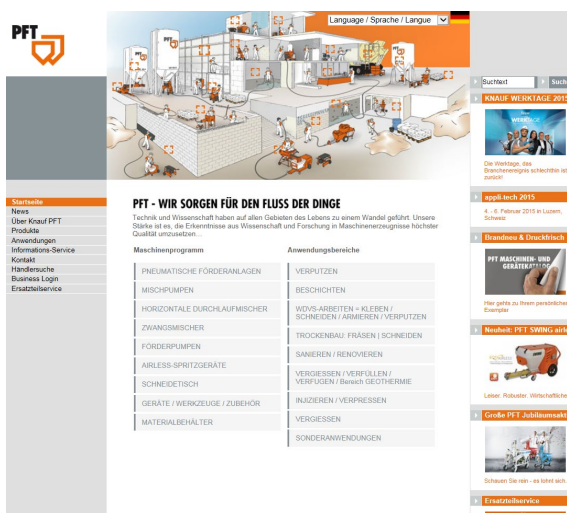 PFT
Language / Sprache / Langue
Suchtext
KNAUF WERKTAGE 2015
WERKTAGE
Die Werktage, das
Branchenereignis schlechthin ist
zurück!
Startseite
News
Über Knauf PFT
Produkte
Anwendungen
Informations-Service
Kontakt
Händlersuche
Business Login
Ersatzteilservice
PFT - WIR SORGEN FÜR DEN FLUSS DER DINGE
Technik und Wissenschaft haben auf allen Gebieten des Lebens zu einem Wandel geführt. Unsere
Stärke ist es, die Erkenntnisse aus Wissenschaft und Forschung in Maschinenerzeugnisse höchster
Qualität umzusetzen...
Maschinenprogramm
PNEUMATISCHE FÖRDERANLAGEN
MISCHPUMPEN
HORIZONTALE DURCHLAUFMISCHER
ZWANGSMISCHER
FÖRDERPUMPEN
AIRLESS-SPRITZGERÄTE
SCHNEIDETISCH
GERÄTE / WERKZEUGE / ZUBEHÖR
MATERIALBEHÄLTER
Anwendungsbereiche
VERPUTZEN
BESCHICHTEN
WDVS-ARBEITEN = KLEBEN /
SCHNEIDEN / ARMIEREN / VERPUTZEN
TROCKENBAU: FRÄSEN | SCHNEIDEN
SANIEREN / RENOVIEREN
VERGIESSEN / VERFÜLLEN /
VERFUGEN / Bereich GEOTHERMIE
INJIZIEREN / VERPRESSEN
VERGIESSEN
SONDERANWENDUNGEN
appli-tech 2015
4. - 6. Februar 2015 in Luzern,
Schweiz
Brandneu & Druckfrisch
PFT MASCHINEN- UND
GERÄTEKATALOG
Hier gehts zu Ihrem persönlichen
Exemplar
Neuheit: PFT SWING airless
Leiser. Robuster. Wirtschaftlicher
Große PFT Jubiläumsakt
Schauen Sie rein - es lohnt sich
Ersatzteilservice